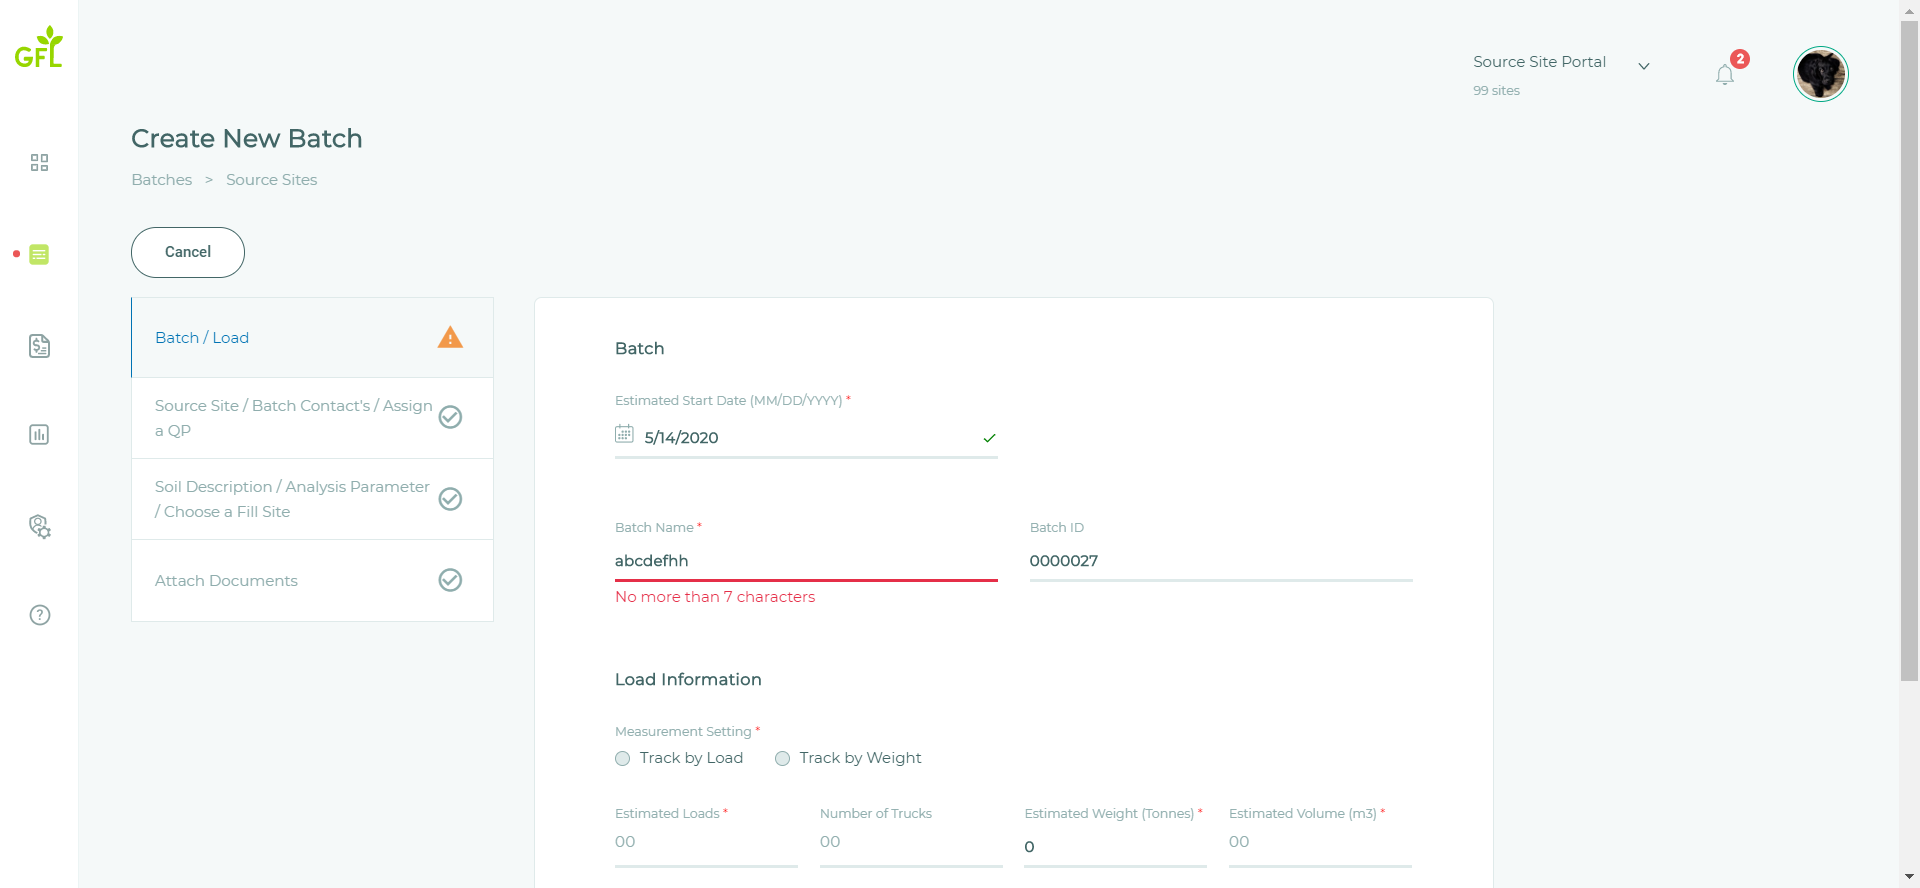 GFL
Source Site Portal
99 sites
2
Create New Batch
Batches > Source Sites
Cancel
Batch / Load
Source Site / Batch Contact's / Assign
a QP
Soil Description / Analysis Parameter
/ Choose a Fill Site
Attach Documents
Batch
Estimated Start Date (MM/DD/YYYY) *
5/14/2020
Batch Name *
Batch ID
abcdefhh
0000027
No more than 7 characters
Load Information
Measurement Setting *
Track by Load
Track by Weight
Estimated Loads *
Number of Trucks
Estimated Weight (Tonnes) *
Estimated Volume (m3) *
00
00
0
00